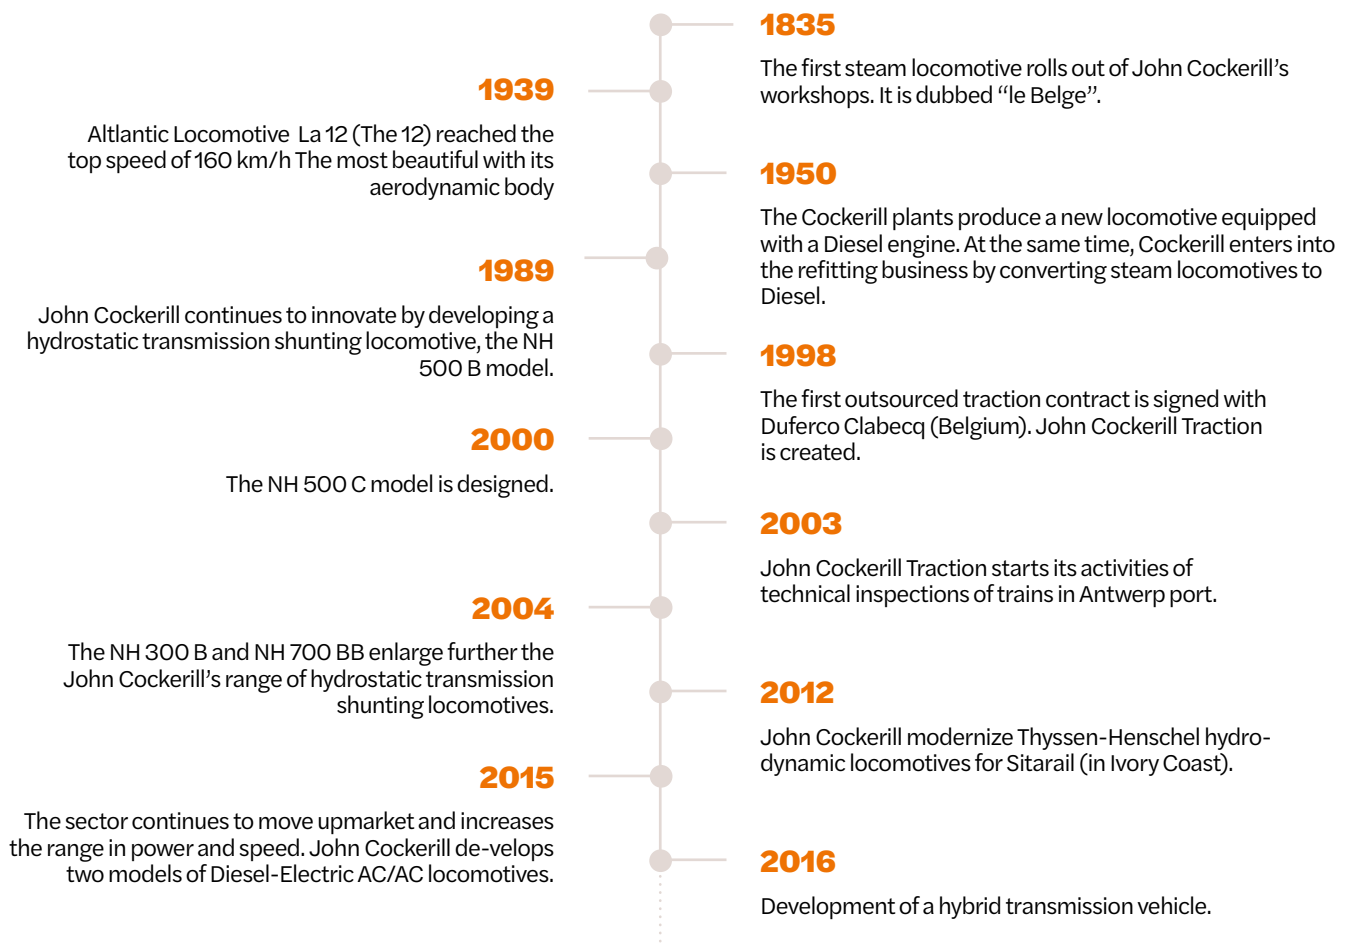 1835
The first steam locomotive rolls out of John Cockerill’s
workshops. It is dubbed “le Belge”.
1939
Altlantic Locomotive La 12 (The 12) reached the
top speed of 160 km/h The most beautiful with its
aerodynamic body
1950
The Cockerill plants produce a new locomotive equipped
with a Diesel engine. At the same time, Cockerill enters into
the refitting business by converting steam locomotives to
Diesel.
1989
John Cockerill continues to innovate by developing a
hydrostatic transmission shunting locomotive, the NH
500 B model.
1998
The first outsourced traction contract is signed with
Duferco Clabecq (Belgium). John Cockerill Traction
is created.
2000
The NH 500 C model is designed.
2003
John Cockerill Traction starts its activities of
technical inspections of trains in Antwerp port.
2004
The NH 300 B and NH 700 BB enlarge further the
John Cockerill’s range of hydrostatic transmission
shunting locomotives.
2012
John Cockerill modernize Thyssen-Henschel hydro-
dynamic locomotives for Sitarail (in Ivory Coast).
2015
The sector continues to move upmarket and increases
the range in power and speed. John Cockerill de-velops
two models of Diesel-Electric AC/AC locomotives.
2016
Development of a hybrid transmission vehicle.